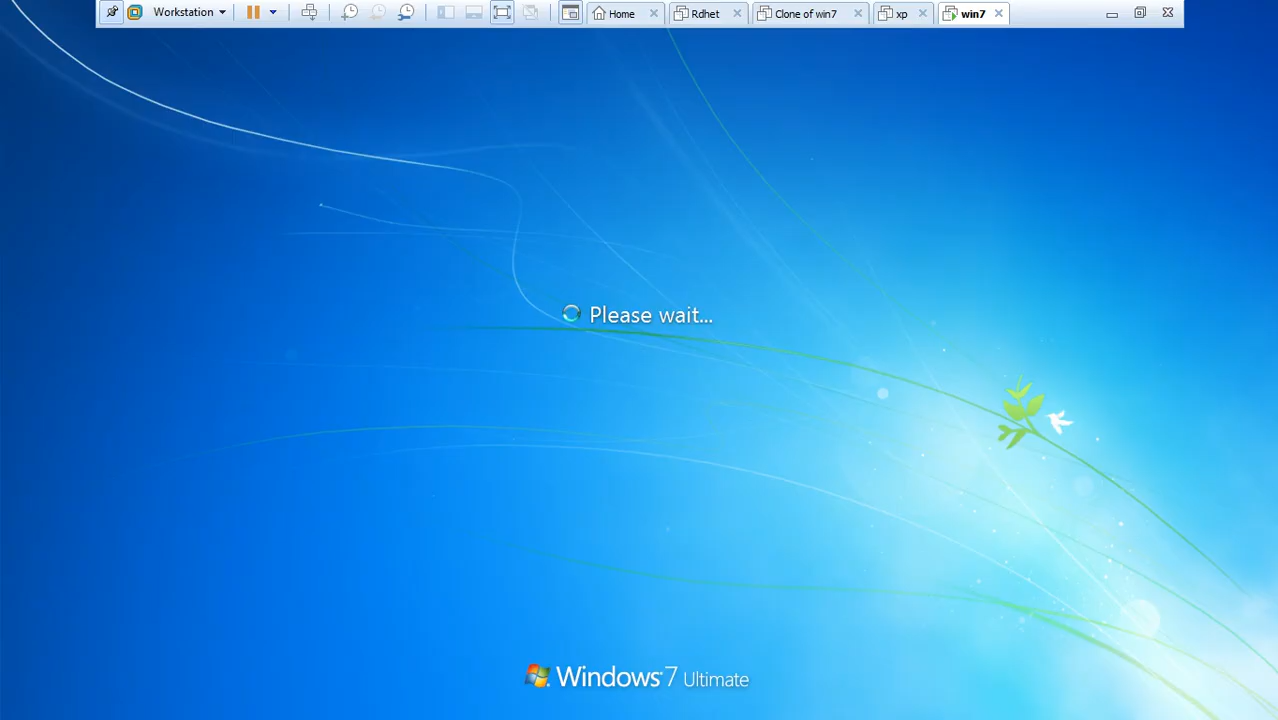 Workstation Home Rdhet Clone of win7 xp win7
Please wait...
Windows 7 Ultimate